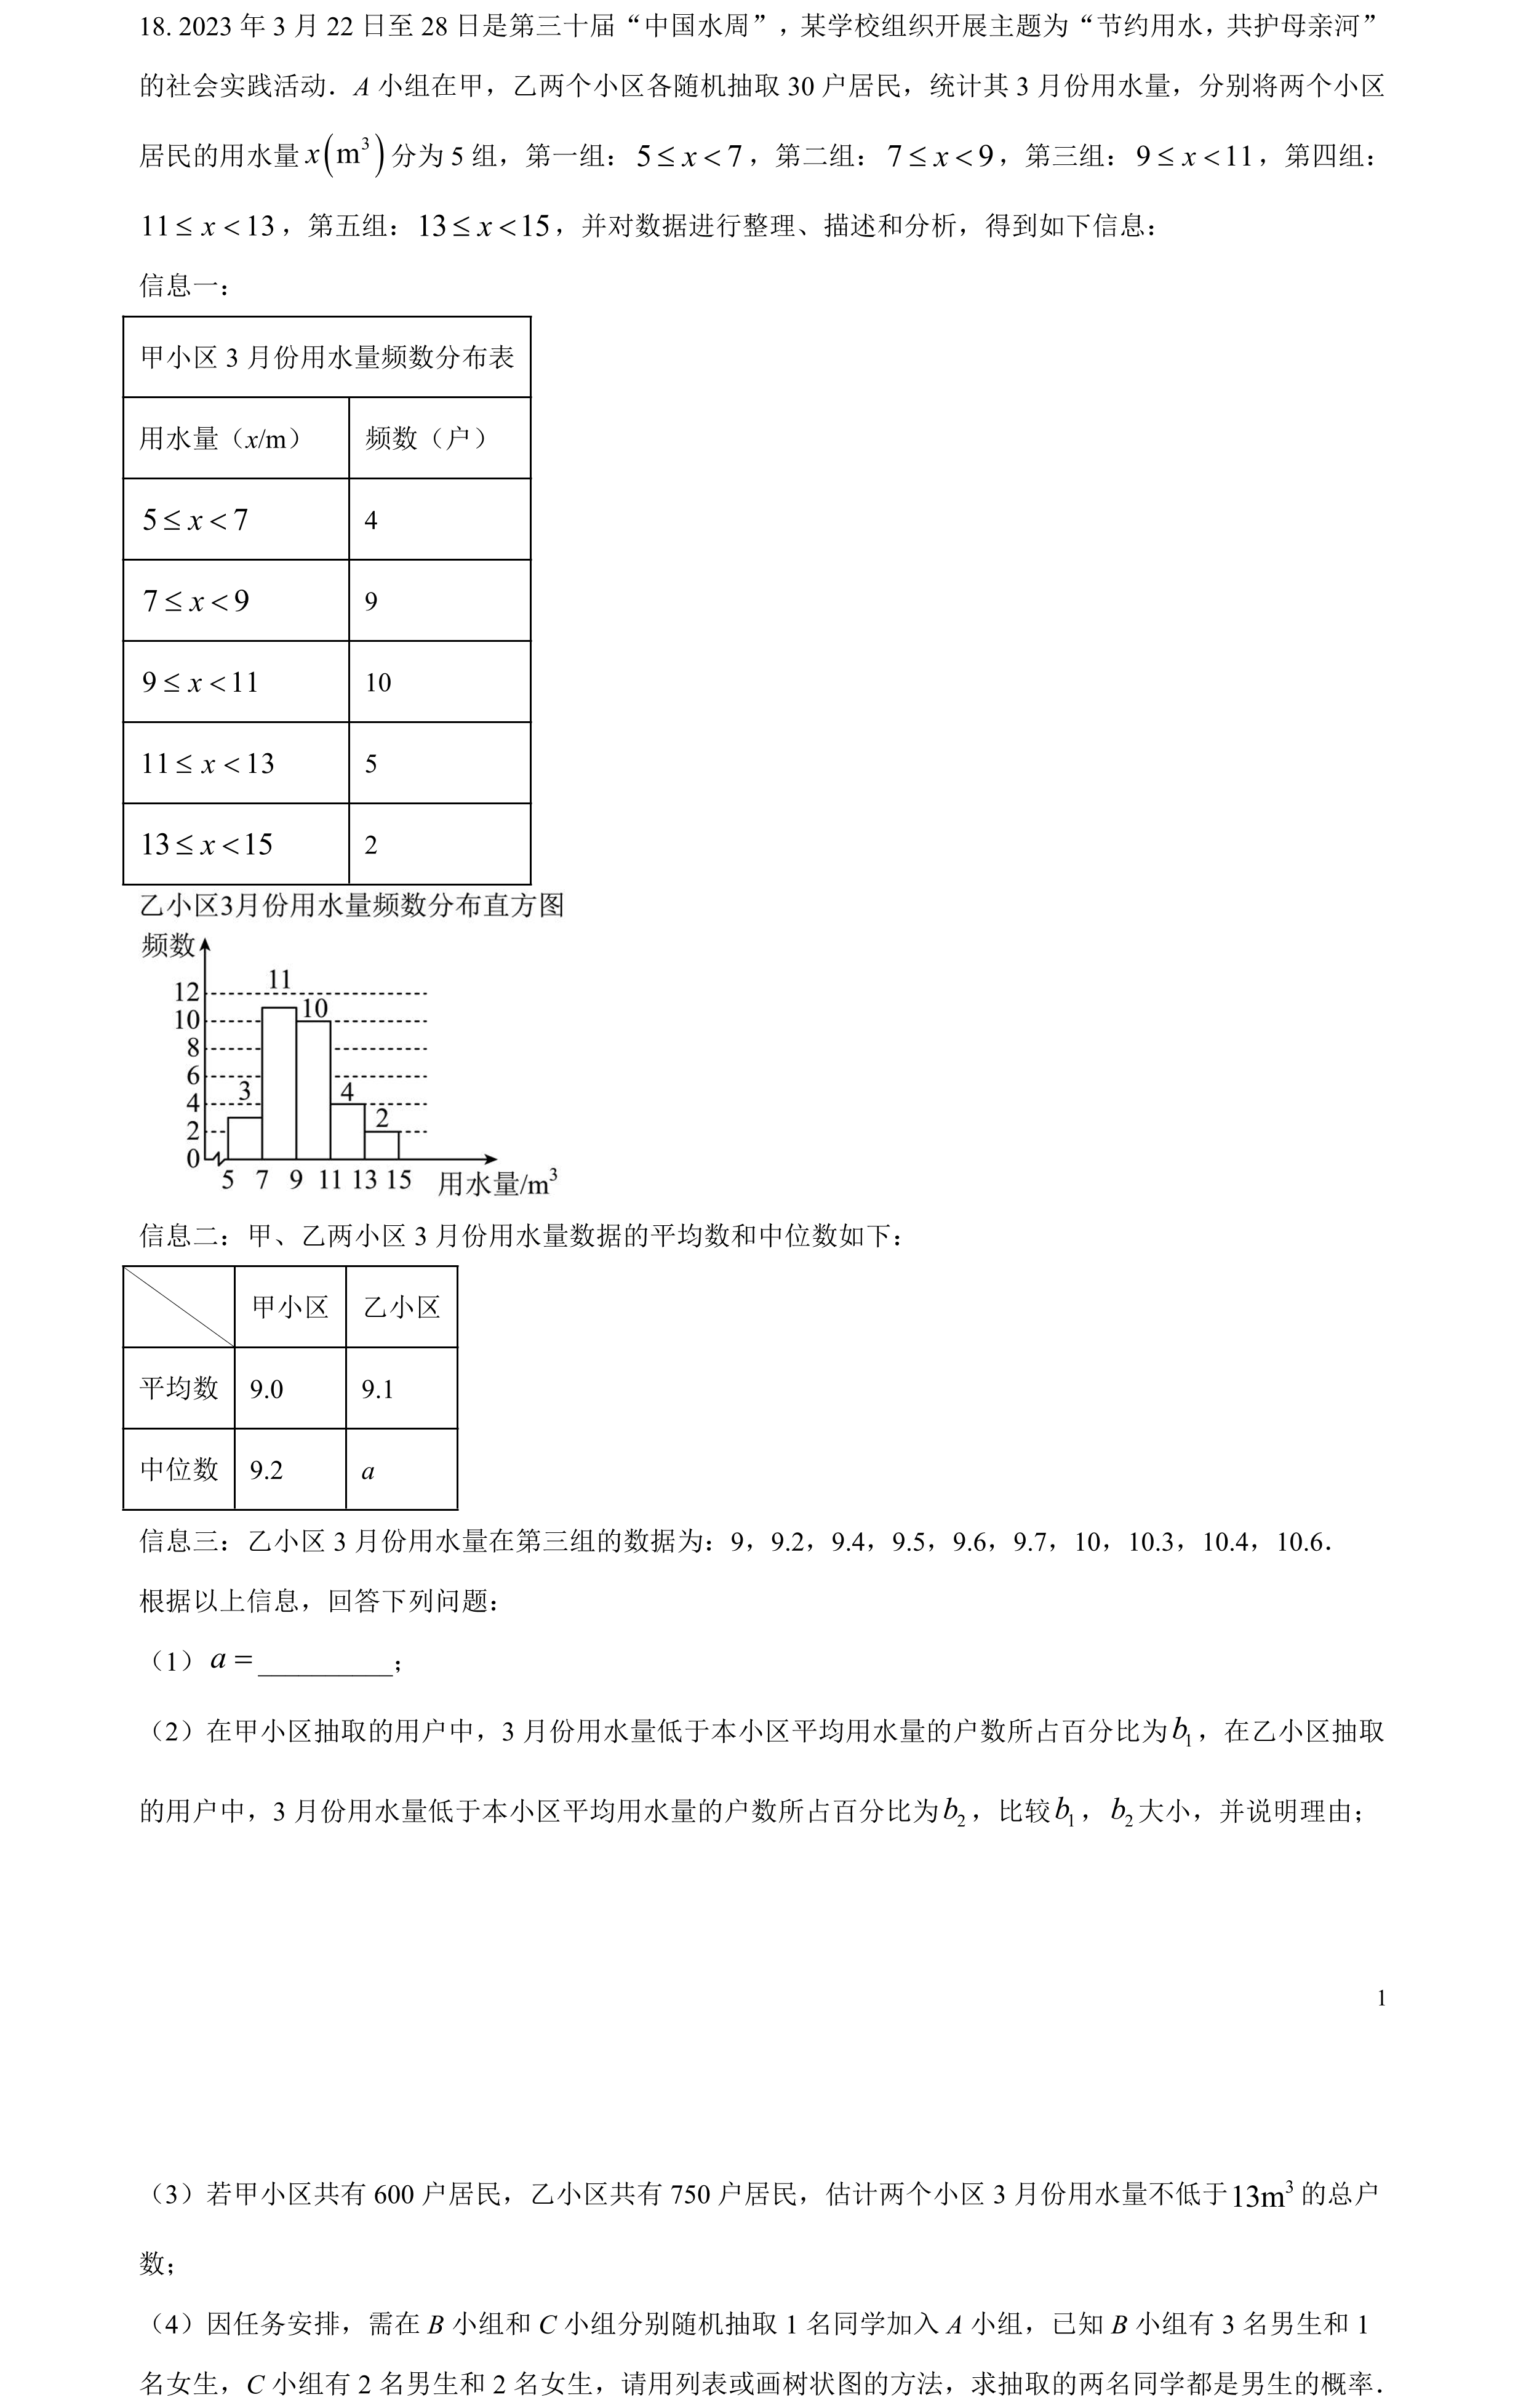 18. 2023 年 3 月 22 日至 28 日是第三十届“中国水周”，某学校组织开展主题为“节约用水，共护母亲河”
的社会实践活动．A 小组在甲，乙两个小区各随机抽取 30 户居民，统计其 3 月份用水量，分别将两个小区
居民的用水量 x(m³) 分为 5 组，第一组：5≤x<7，第二组：7≤x<9，第三组：9≤x<11，第四组：
11≤x<13，第五组：13≤x<15，并对数据进行整理、描述和分析，得到如下信息：
信息一：
甲小区 3 月份用水量频数分布表
用水量（x/m） 频数（户）
5≤x<7 4
7≤x<9 9
9≤x<11 10
11≤x<13 5
13≤x<15 2
乙小区3月份用水量频数分布直方图
频数
11
12
10
10
8
6
3
4
4
2
2
0
5 7 9 11 13 15 用水量/m³
信息二：甲、乙两小区 3 月份用水量数据的平均数和中位数如下：
甲小区 乙小区
平均数 9.0 9.1
中位数 9.2 a
信息三：乙小区 3 月份用水量在第三组的数据为：9，9.2，9.4，9.5，9.6，9.7，10，10.3，10.4，10.6．
根据以上信息，回答下列问题：
（1）a = __________；
（2）在甲小区抽取的用户中，3 月份用水量低于本小区平均用水量的户数所占百分比为 b₁，在乙小区抽取
的用户中，3 月份用水量低于本小区平均用水量的户数所占百分比为 b₂，比较 b₁，b₂ 大小，并说明理由；
1
（3）若甲小区共有 600 户居民，乙小区共有 750 户居民，估计两个小区 3 月份用水量不低于 13m³ 的总户
数；
（4）因任务安排，需在 B 小组和 C 小组分别随机抽取 1 名同学加入 A 小组，已知 B 小组有 3 名男生和 1
名女生，C 小组有 2 名男生和 2 名女生，请用列表或画树状图的方法，求抽取的两名同学都是男生的概率．